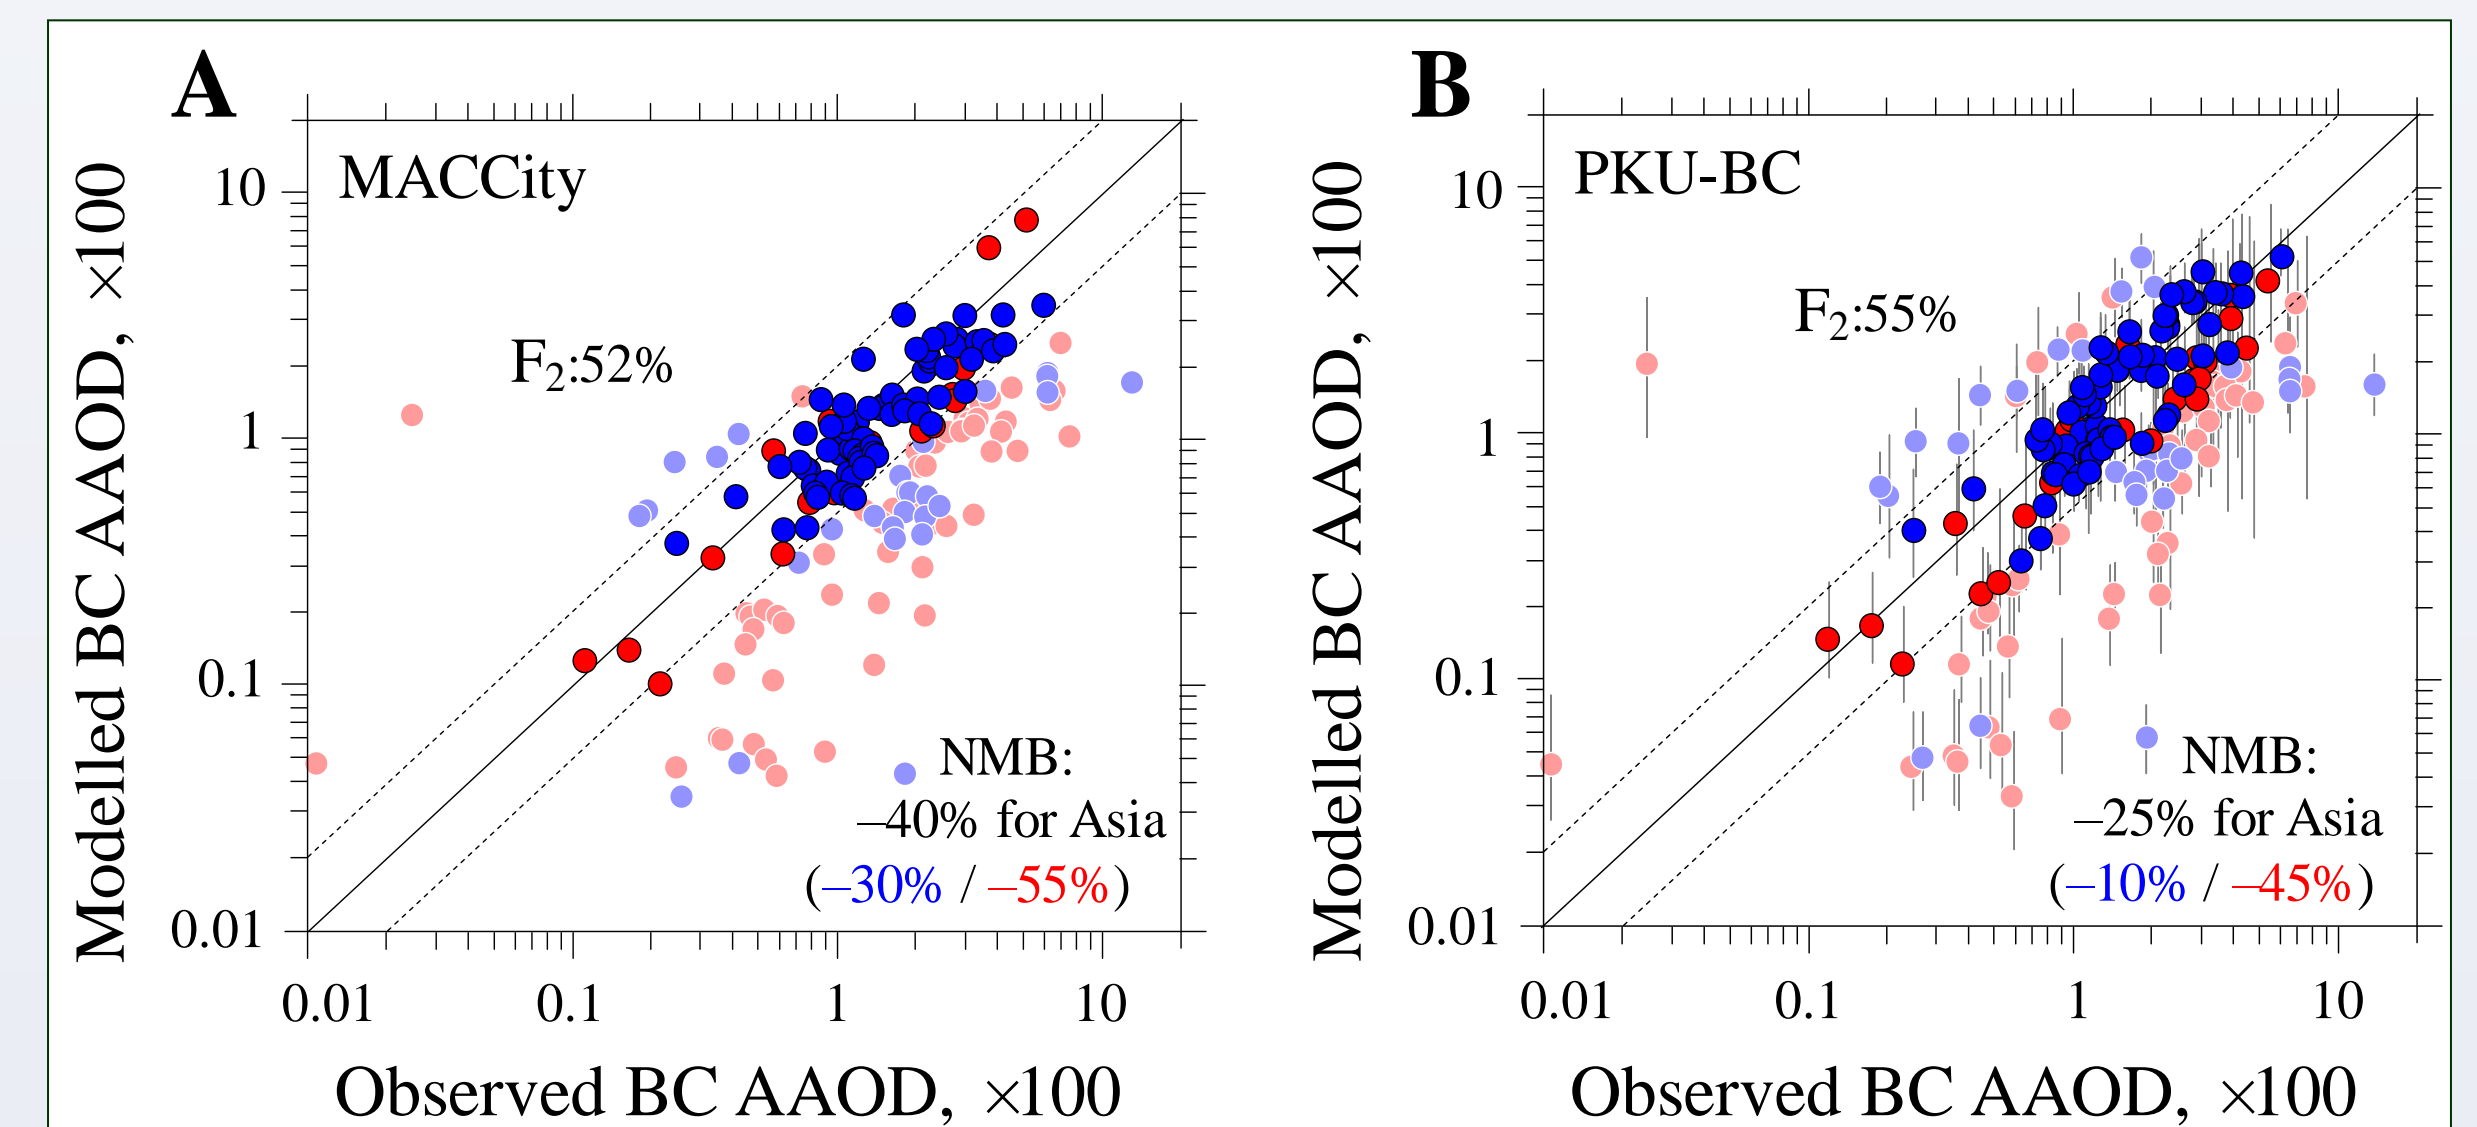 A
MACCity
F₂:52%
NMB:
–40% for Asia
(–30% / –55%)
Modelled BC AAOD, ×100
10
1
0.1
0.01
0.01 0.1 1 10
Observed BC AAOD, ×100
B
PKU-BC
F₂:55%
NMB:
–25% for Asia
(–10% / –45%)
Modelled BC AAOD, ×100
10
1
0.1
0.01
0.01 0.1 1 10
Observed BC AAOD, ×100